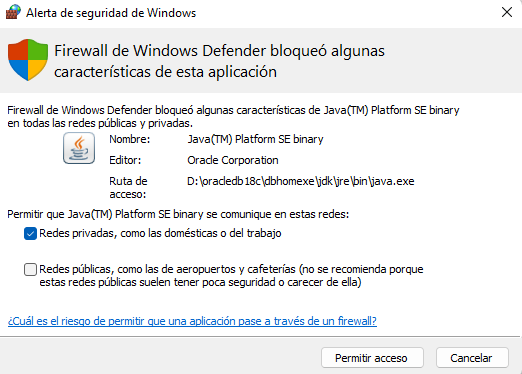 Alerta de seguridad de Windows
Firewall de Windows Defender bloqueó algunas
características de esta aplicación
Firewall de Windows Defender bloqueó algunas características de Java(TM) Platform SE binary
en todas las redes públicas y privadas.
Nombre: Java(TM) Platform SE binary
Editor: Oracle Corporation
Ruta de
acceso: D:\oracledb18c\dbhomexe\jdk\jre\bin\java.exe
Permitir que Java(TM) Platform SE binary se comunique en estas redes:
Redes privadas, como las domésticas o del trabajo
Redes públicas, como las de aeropuertos y cafeterías (no se recomienda porque
estas redes públicas suelen tener poca seguridad o carecer de ella)
¿Cuál es el riesgo de permitir que una aplicación pase a través de un firewall?
Permitir acceso Cancelar